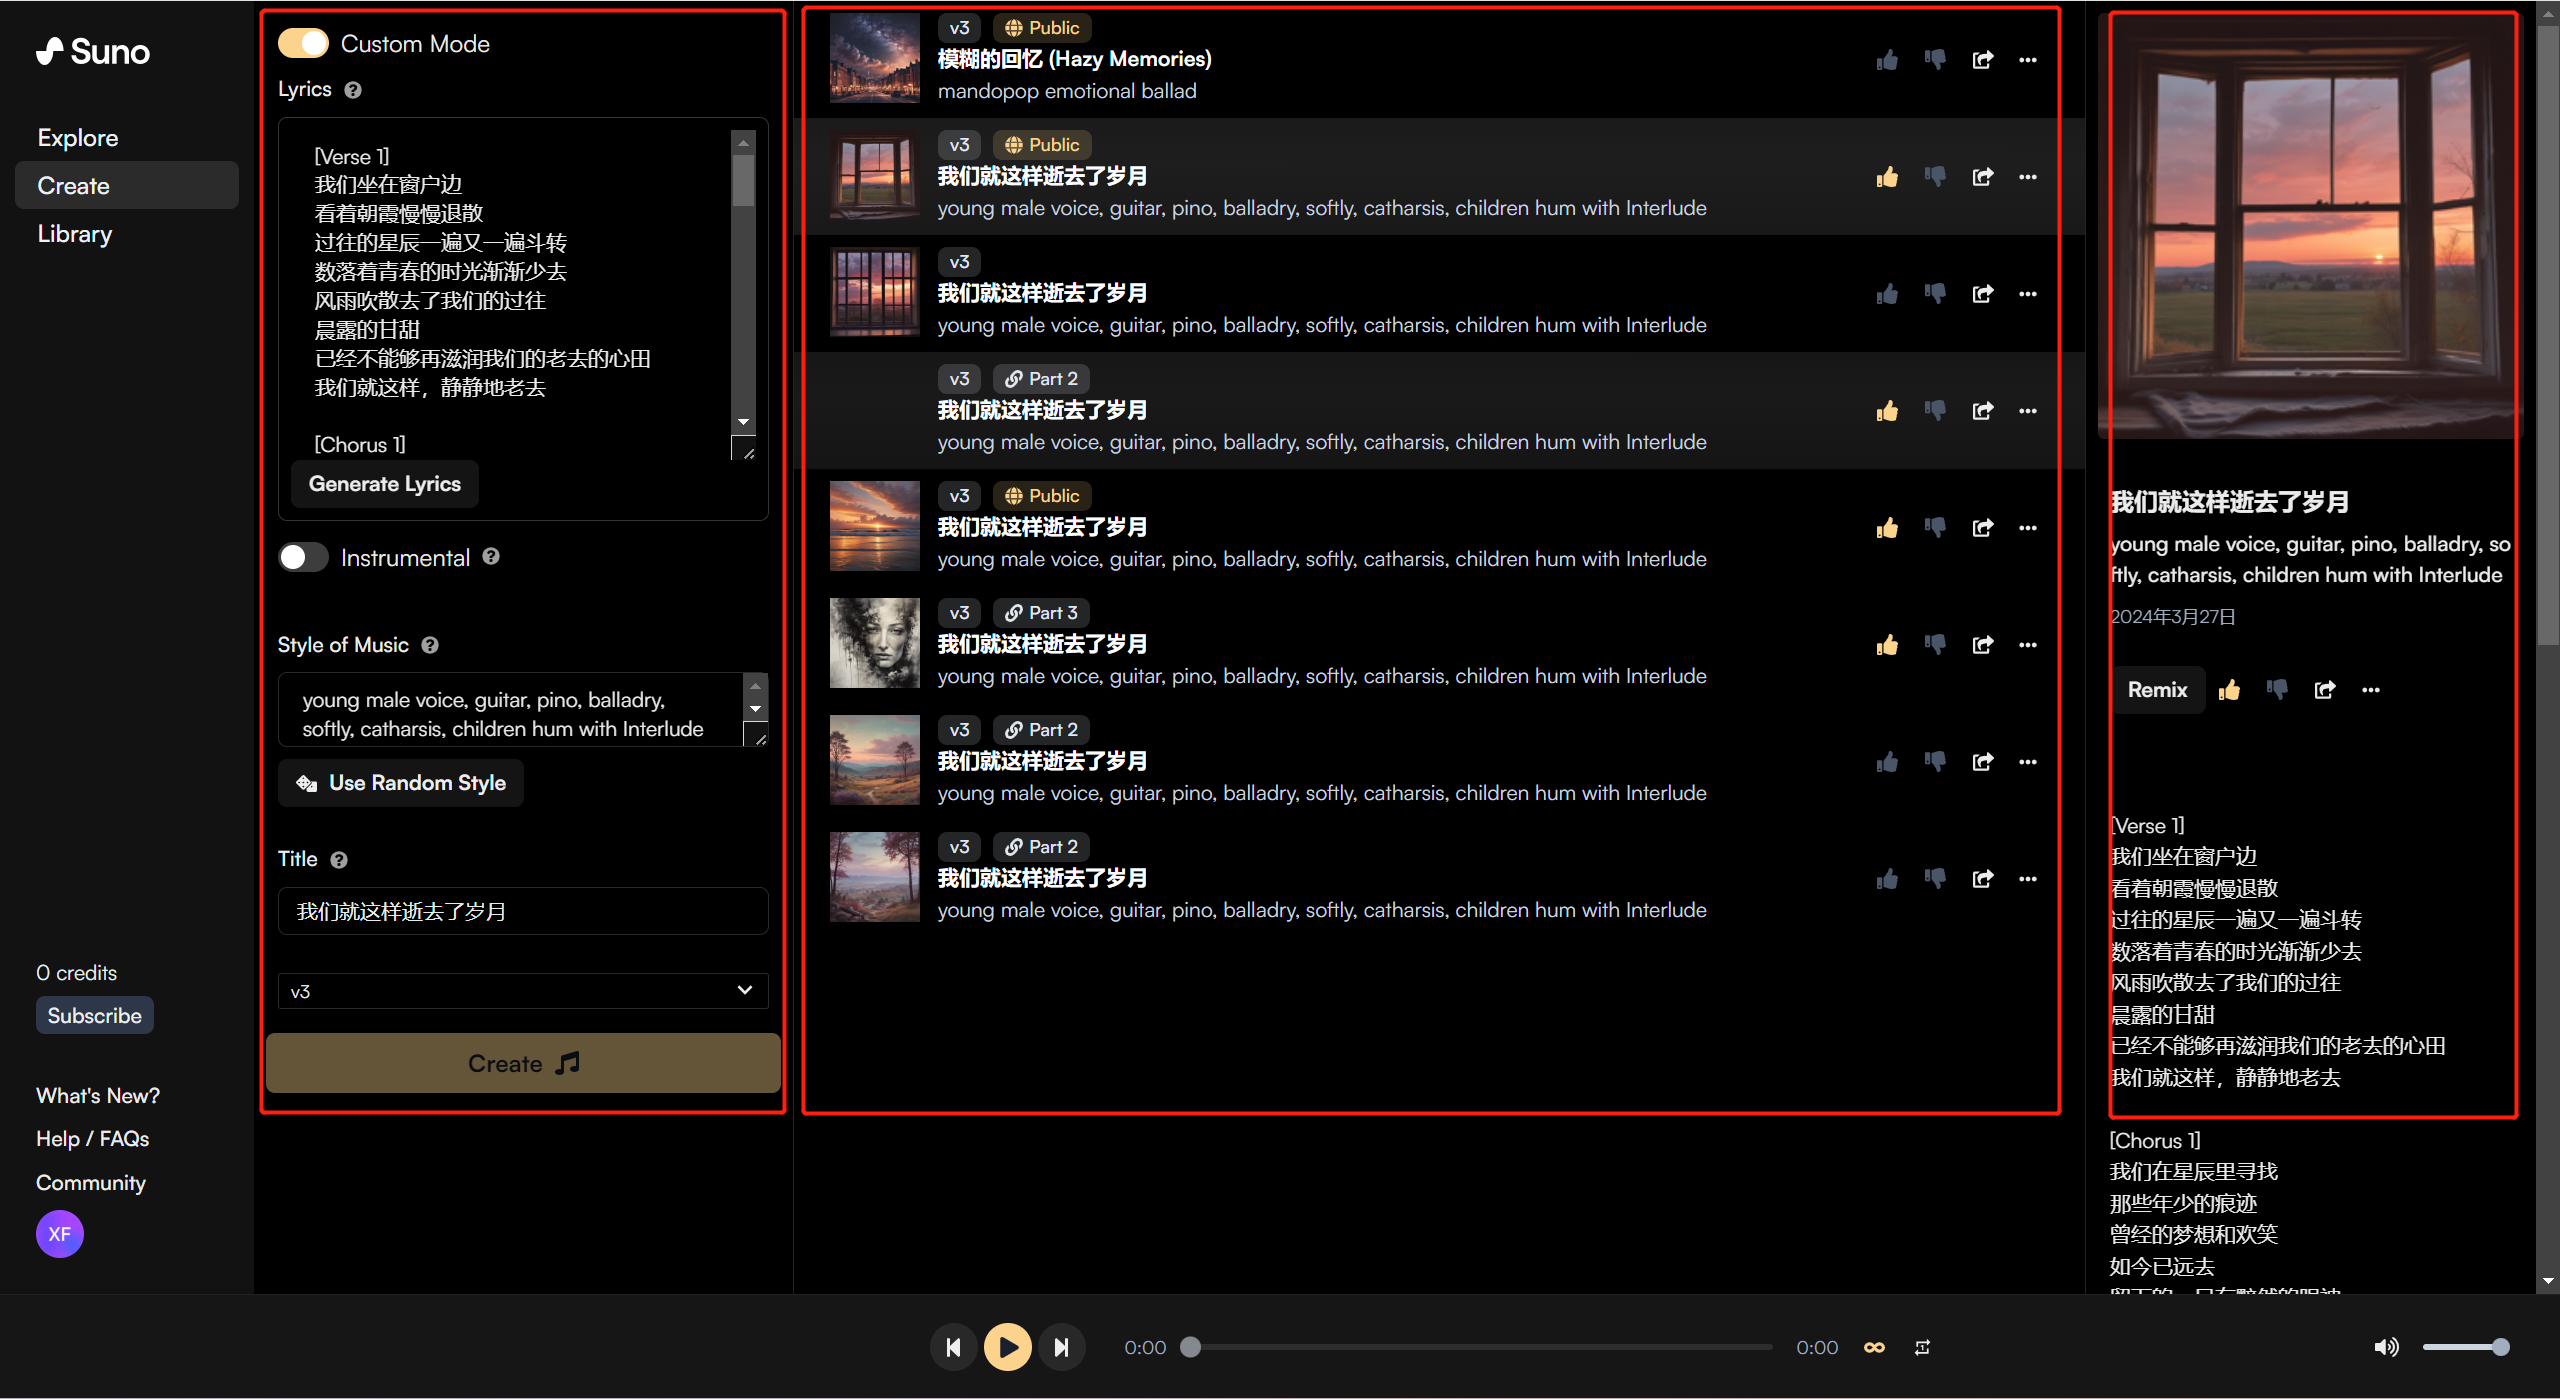 Suno
Explore
Create
Library
0 credits
Subscribe
What's New?
Help / FAQs
Community
XF
Custom Mode
Lyrics
[Verse 1]
我们坐在窗户边
看着朝霞慢慢退散
过往的星辰一遍又一遍斗转
数落着青春的时光渐渐少去
风雨吹散去了我们的过往
晨露的甘甜
已经不能够再滋润我们的老去的心田
我们就这样，静静地老去
[Chorus 1]
Generate Lyrics
Instrumental
Style of Music
young male voice, guitar, pino, balladry,
softly, catharsis, children hum with Interlude
Use Random Style
Title
我们就这样逝去了岁月
v3
Create
v3 Public
模糊的回忆 (Hazy Memories)
mandopop emotional ballad
v3 Public
我们就这样逝去了岁月
young male voice, guitar, pino, balladry, softly, catharsis, children hum with Interlude
v3
我们就这样逝去了岁月
young male voice, guitar, pino, balladry, softly, catharsis, children hum with Interlude
v3 Part 2
我们就这样逝去了岁月
young male voice, guitar, pino, balladry, softly, catharsis, children hum with Interlude
v3 Public
我们就这样逝去了岁月
young male voice, guitar, pino, balladry, softly, catharsis, children hum with Interlude
v3 Part 3
我们就这样逝去了岁月
young male voice, guitar, pino, balladry, softly, catharsis, children hum with Interlude
v3 Part 2
我们就这样逝去了岁月
young male voice, guitar, pino, balladry, softly, catharsis, children hum with Interlude
v3 Part 2
我们就这样逝去了岁月
young male voice, guitar, pino, balladry, softly, catharsis, children hum with Interlude
我们就这样逝去了岁月
young male voice, guitar, pino, balladry, so
ftly, catharsis, children hum with Interlude
2024年3月27日
Remix
[Verse 1]
我们坐在窗户边
看着朝霞慢慢退散
过往的星辰一遍又一遍斗转
数落着青春的时光渐渐少去
风雨吹散去了我们的过往
晨露的甘甜
已经不能够再滋润我们的老去的心田
我们就这样，静静地老去
[Chorus 1]
我们在星辰里寻找
那些年少的痕迹
曾经的梦想和欢笑
如今已远去
0:00
0:00